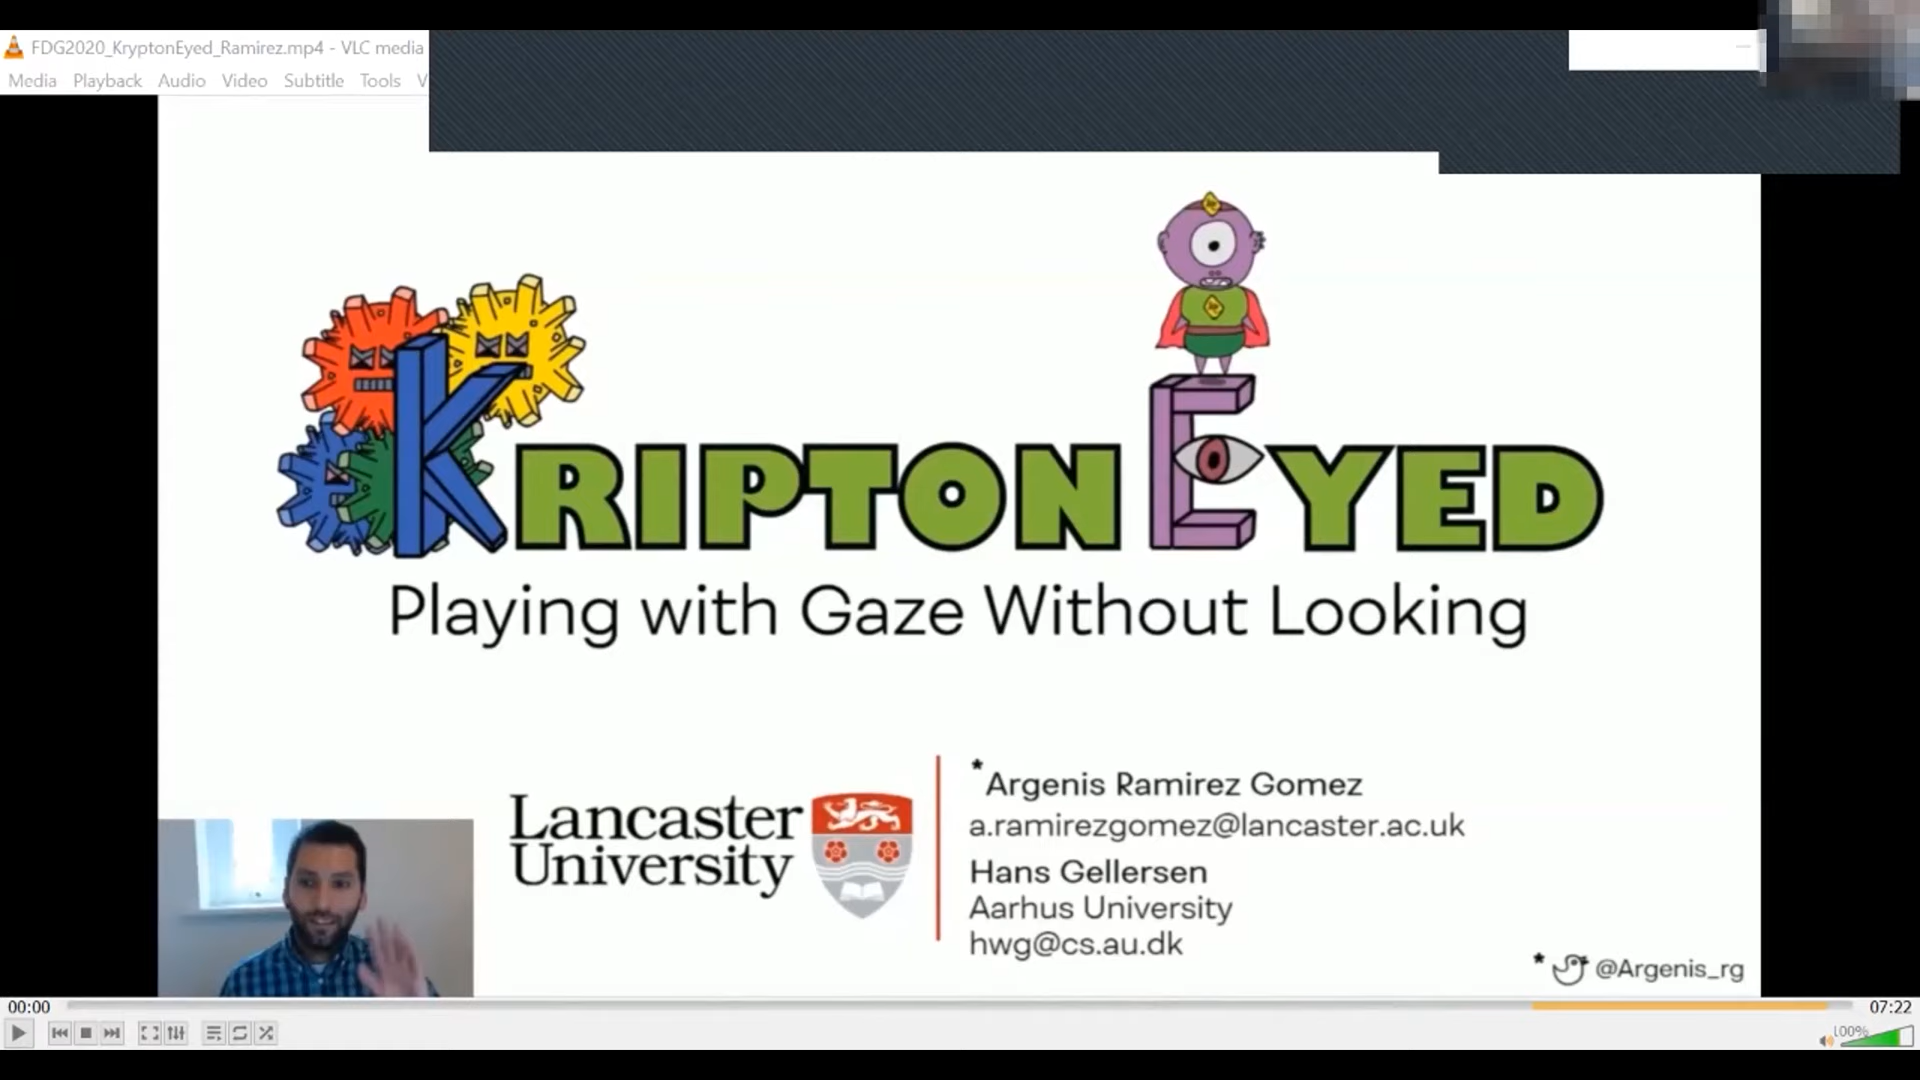 FDG2020_KryptonEyed_Ramirez.mp4 - VLC media
Media Playback Audio Video Subtitle Tools V
KRIPTONEYED
Playing with Gaze Without Looking
Lancaster
University
*Argenis Ramirez Gomez
a.ramirezgomez@lancaster.ac.uk
Hans Gellersen
Aarhus University
hwg@cs.au.dk
* @Argenis_rg
00:00
07:22
100%